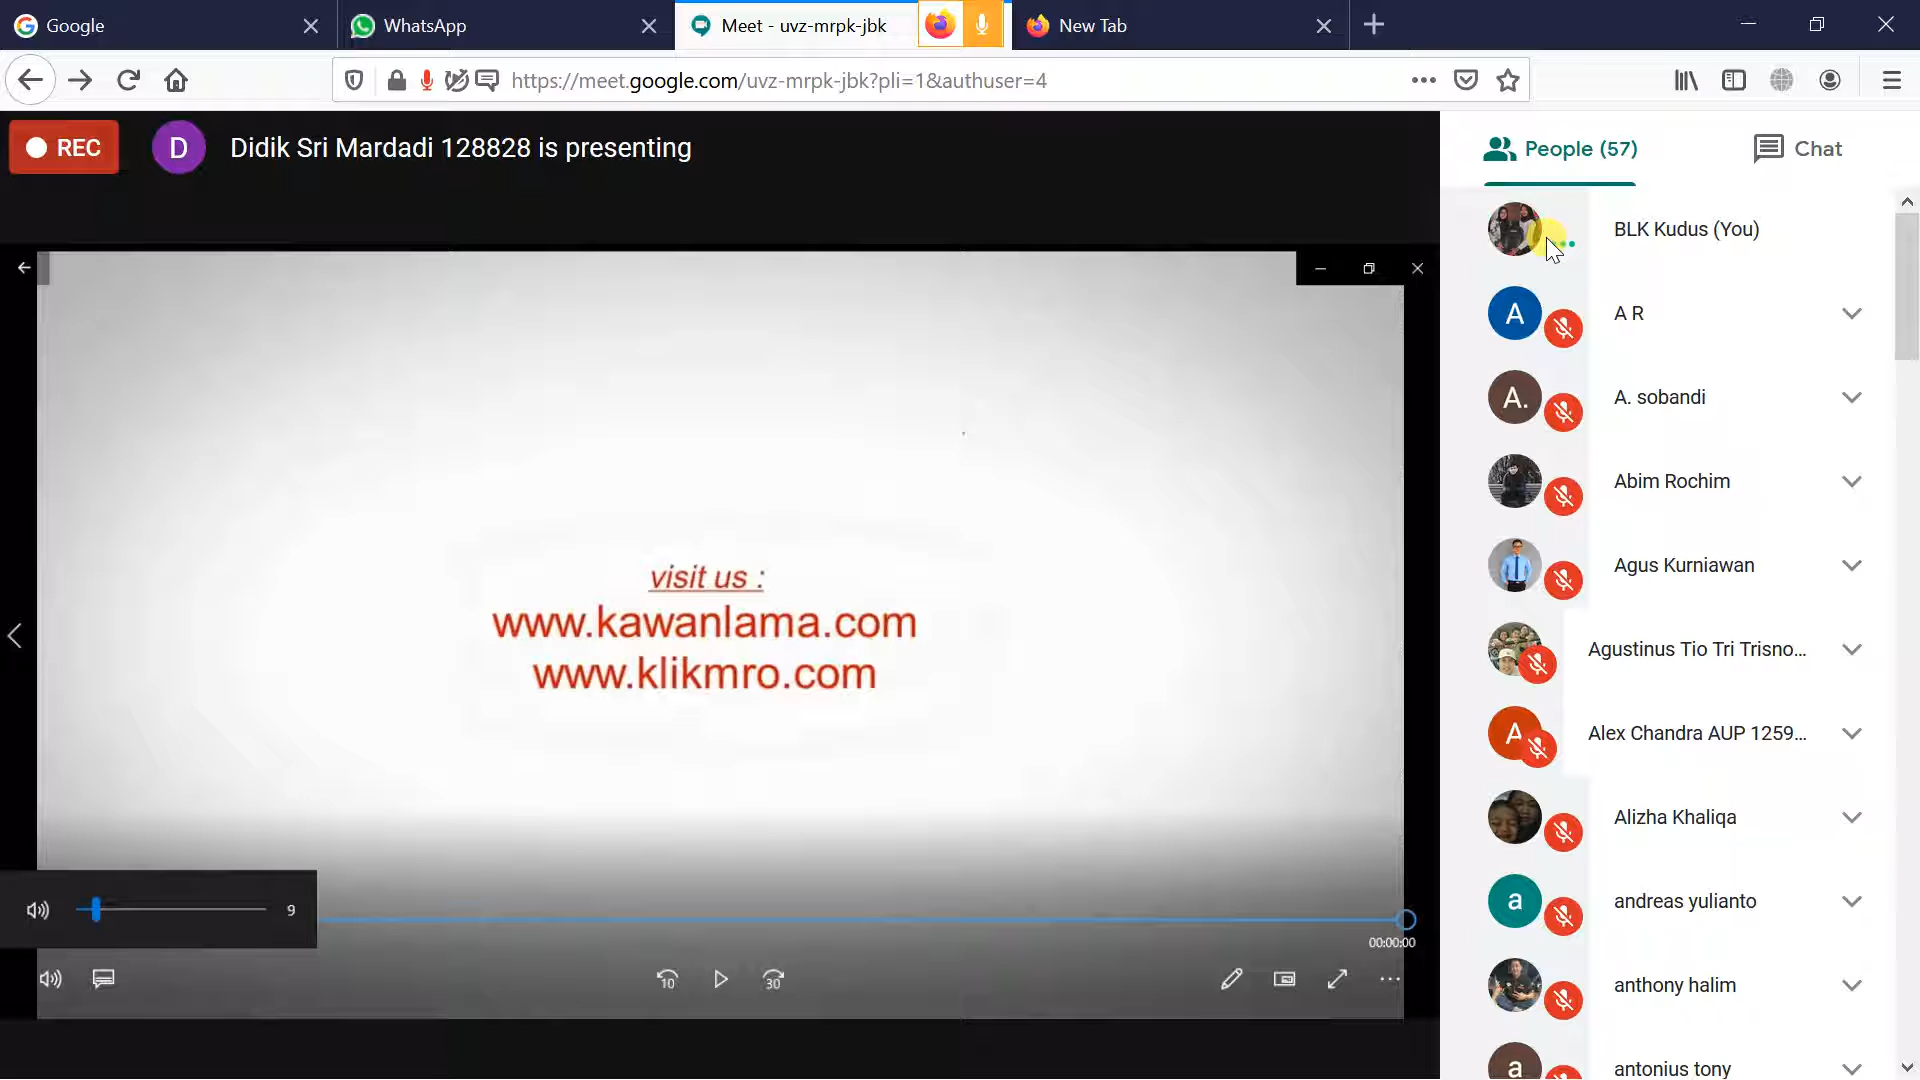 Google
WhatsApp
Meet - uvz-mrpk-jbk
New Tab
https://meet.google.com/uvz-mrpk-jbk?pli=1&authuser=4
REC
D
Didik Sri Mardadi 128828 is presenting
People (57)
Chat
BLK Kudus (You)
A
A R
A.
A. sobandi
Abim Rochim
Agus Kurniawan
Agustinus Tio Tri Trisno...
A
Alex Chandra AUP 1259...
Alizha Khaliqa
a
andreas yulianto
anthony halim
a
antonius tony
visit us :
www.kawanlama.com
www.klikmro.com
9
00:00:00
10
30